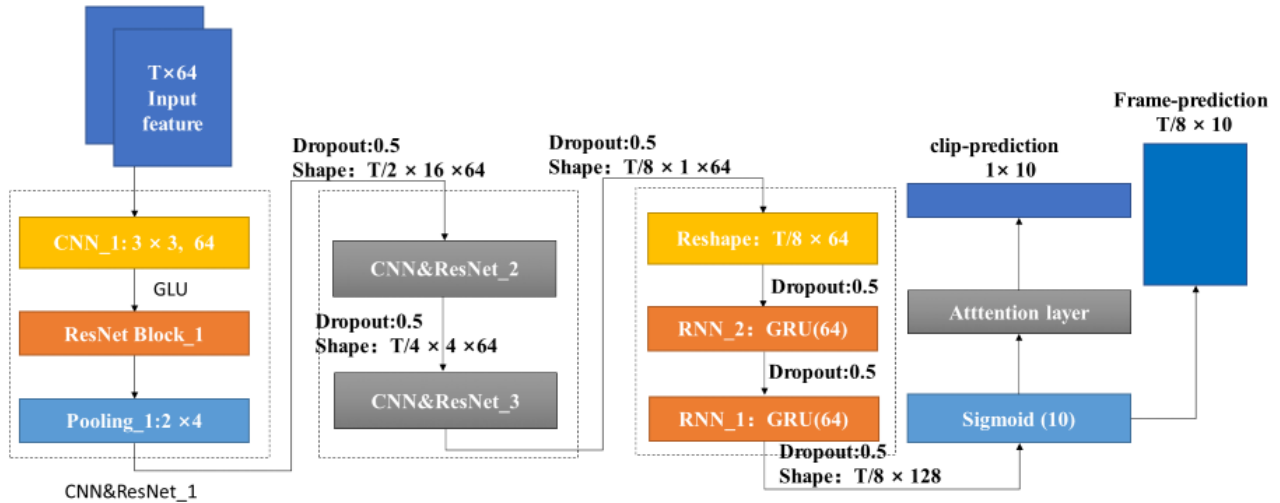 T×64
Input
feature
CNN_1: 3 × 3, 64
GLU
ResNet Block_1
Pooling_1:2 ×4
CNN&ResNet_1
Dropout:0.5
Shape： T/2 × 16 ×64
CNN&ResNet_2
Dropout:0.5
Shape： T/4 × 4 ×64
CNN&ResNet_3
Dropout:0.5
Shape： T/8 × 1 ×64
Reshape： T/8 × 64
Dropout:0.5
RNN_2： GRU(64)
Dropout:0.5
RNN_1： GRU(64)
Dropout:0.5
Shape： T/8 × 128
Sigmoid (10)
Atttention layer
clip-prediction
1× 10
Frame-prediction
T/8 × 10